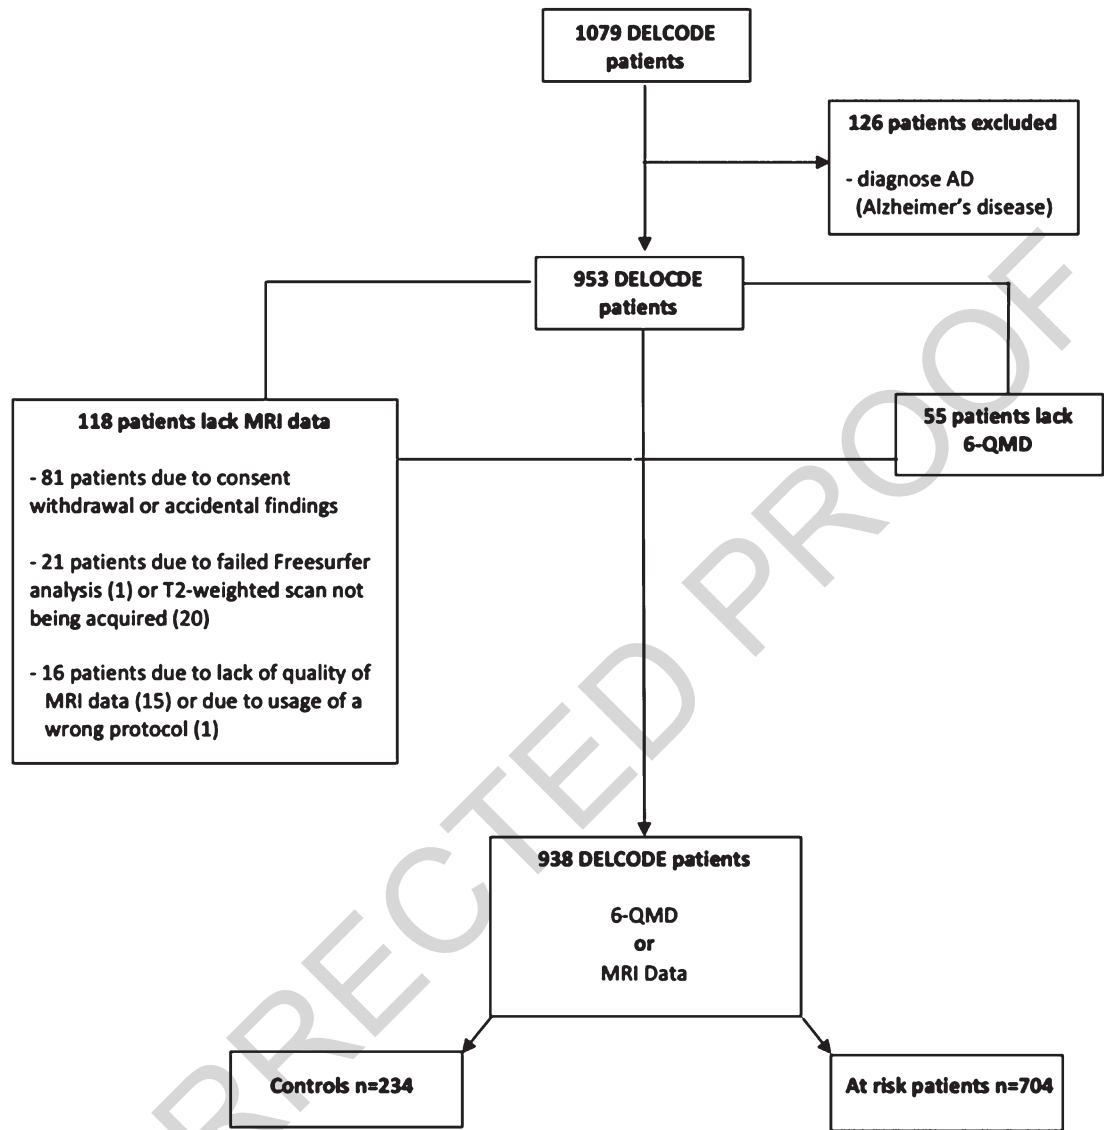 1079 DELCODE
patients
126 patients excluded
- diagnose AD
(Alzheimer's disease)
953 DELOCDE
patients
118 patients lack MRI data
- 81 patients due to consent
withdrawal or accidental findings
- 21 patients due to failed Freesurfer
analysis (1) or T2-weighted scan not
being acquired (20)
- 16 patients due to lack of quality of
MRI data (15) or due to usage of a
wrong protocol (1)
55 patients lack
6-QMD
938 DELCODE patients
6-QMD
or
MRI Data
Controls n=234
At risk patients n=704
RRECTED PROOF